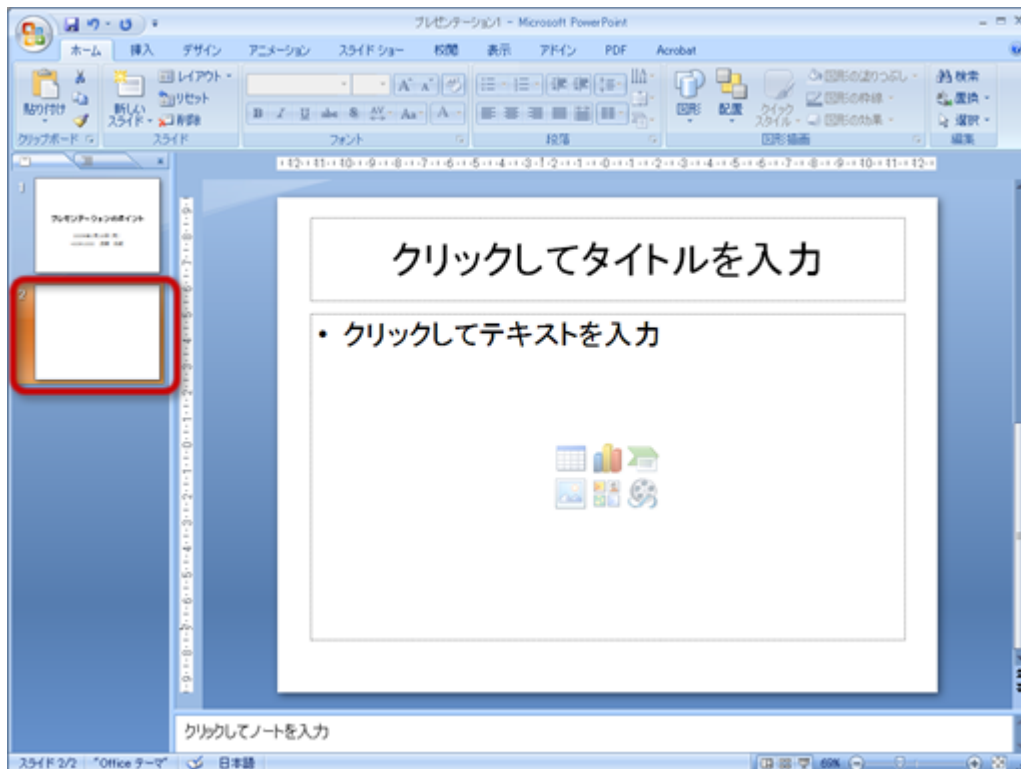 プレゼンテーション1 - Microsoft PowerPoint
ホーム 挿入 デザイン アニメーション スライド ショー 校閲 表示 アドイン PDF Acrobat
貼り付け
新しい
スライド
レイアウト
リセット
削除
図形
配置
クイック
スタイル
図形の塗りつぶし
図形の枠線
図形の効果
検索
置換
選択
クリップボード スライド フォント 段落 図形描画 編集
1
プレゼンテーションのポイント
2
クリックしてタイトルを入力
• クリックしてテキストを入力
クリックしてノートを入力
スライド 2/2 "Office テーマ" 日本語 69%